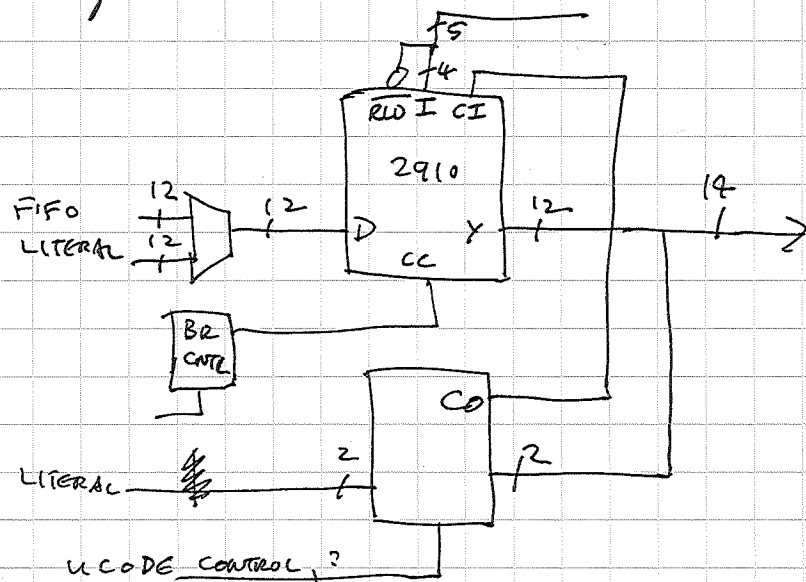 5
4
RLD I CI
2910
FIFO 12 12 12
LITERAL 12
D Y
14
CC
BR
CNTL
CO
LITERAL 2 2
UCODE CONTROL, ?